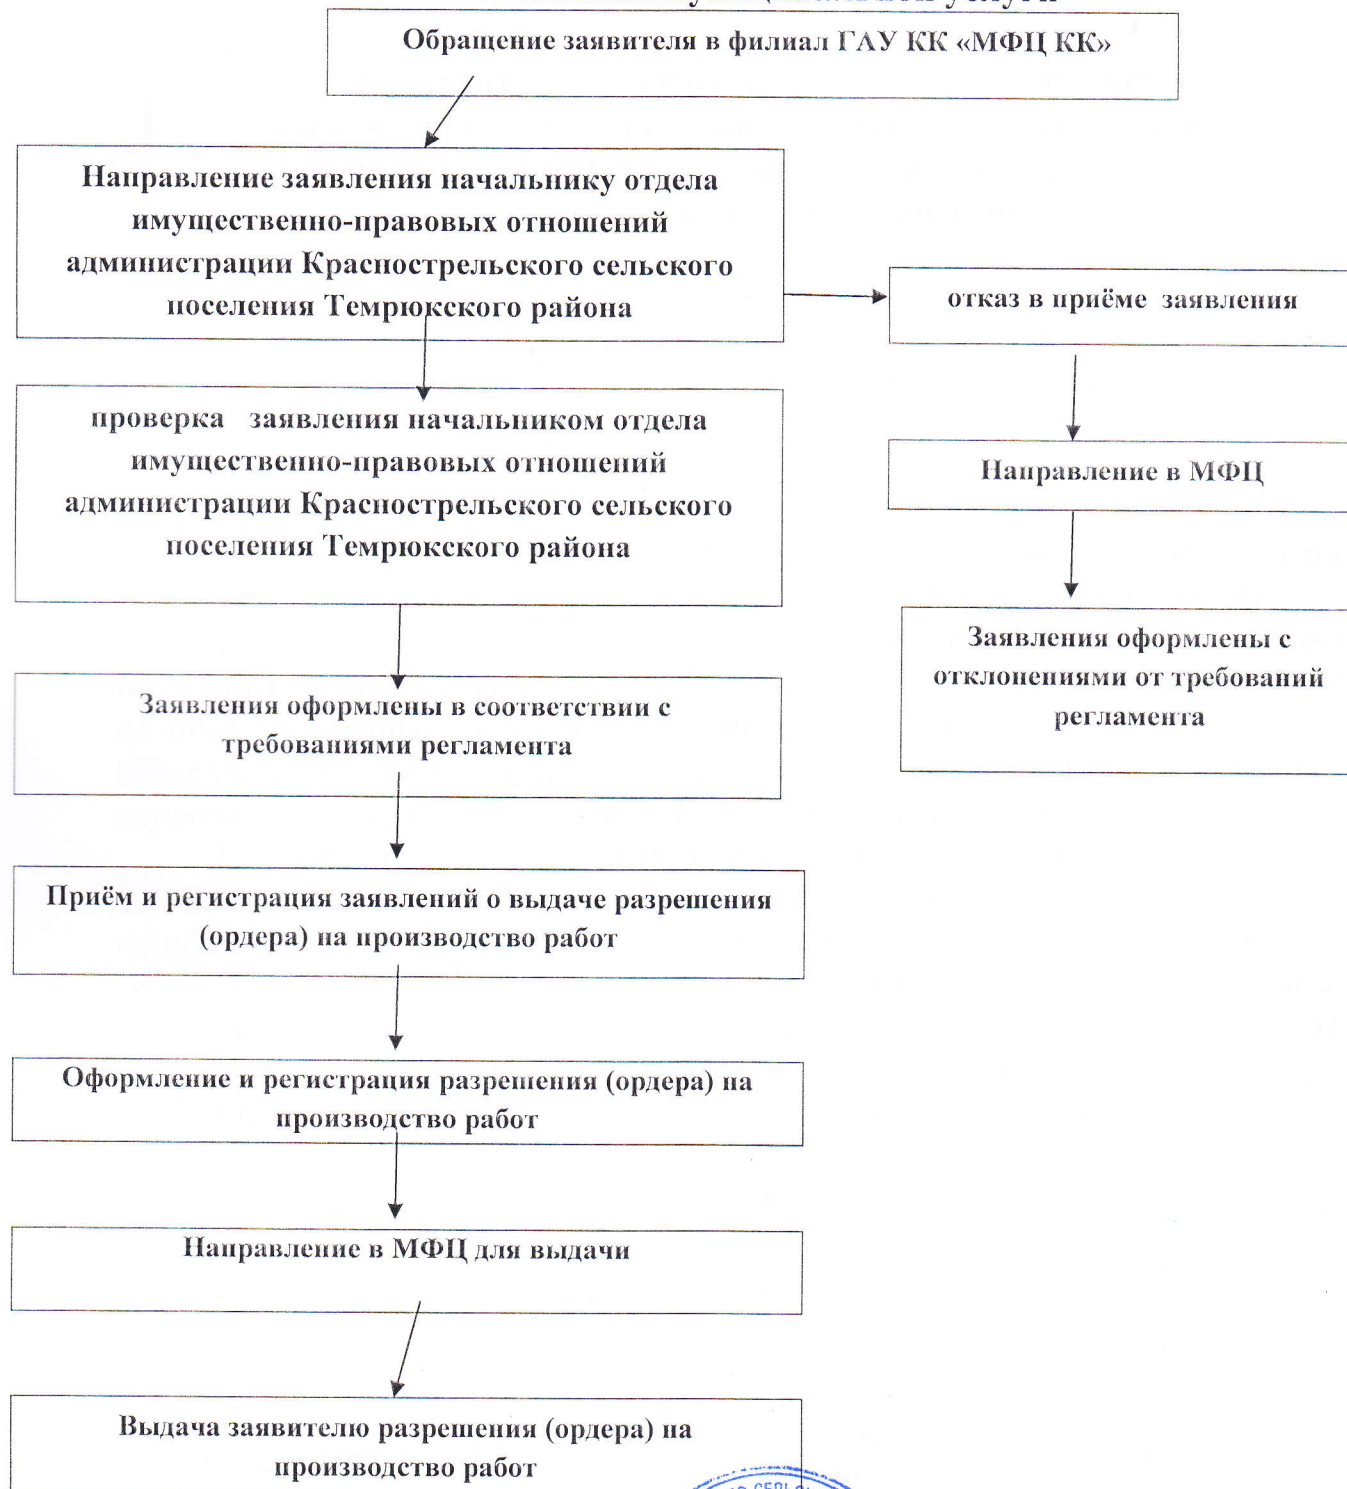 услуги
Обращение заявителя в филиал ГАУ КК «МФЦ КК»
Направление заявления начальнику отдела
имущественно-правовых отношений
администрации Краснострельского сельского
поселения Темрюкского района
отказ в приёме заявления
проверка заявления начальником отдела
имущественно-правовых отношений
администрации Краснострельского сельского
поселения Темрюкского района
Направление в МФЦ
Заявления оформлены с
отклонениями от требований
регламента
Заявления оформлены в соответствии с
требованиями регламента
Приём и регистрация заявлений о выдаче разрешения
(ордера) на производство работ
Оформление и регистрация разрешения (ордера) на
производство работ
Направление в МФЦ для выдачи
Выдача заявителю разрешения (ордера) на
производство работ